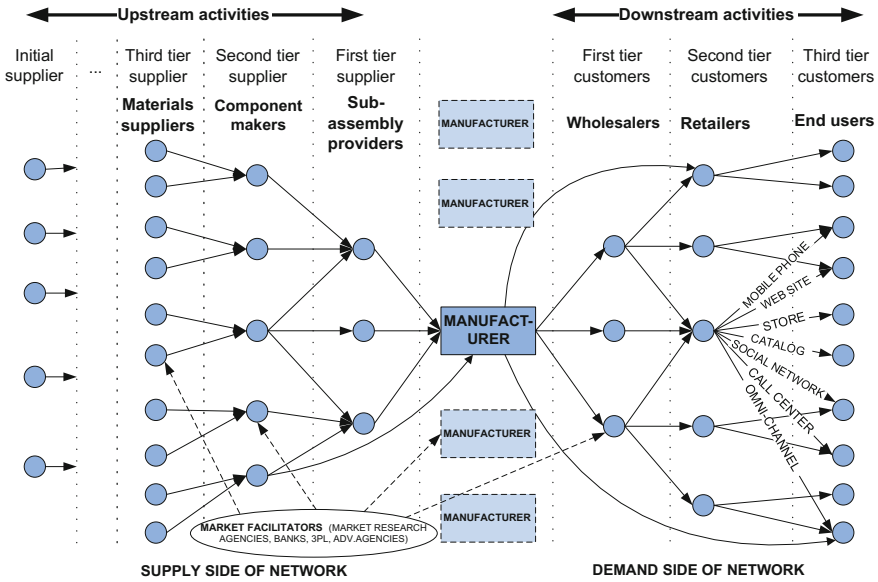 Upstream activities
Downstream activities
Initial
supplier
...
Third tier
supplier
Second tier
supplier
First tier
supplier
First tier
customers
Second tier
customers
Third tier
customers
Materials
suppliers
Component
makers
Sub-
assembly
providers
MANUFACTURER
Wholesalers
Retailers
End users
MANUFACTURER
MANUFACT-
URER
MOBILE PHONE
WEB SITE
STORE
CATALOG
SOCIAL NETWORK
CALL CENTER
OMNI-CHANNEL
MANUFACTURER
MANUFACTURER
MARKET FACILITATORS (MARKET RESEARCH
AGENCIES, BANKS, 3PL, ADV.AGENCIES)
SUPPLY SIDE OF NETWORK
DEMAND SIDE OF NETWORK